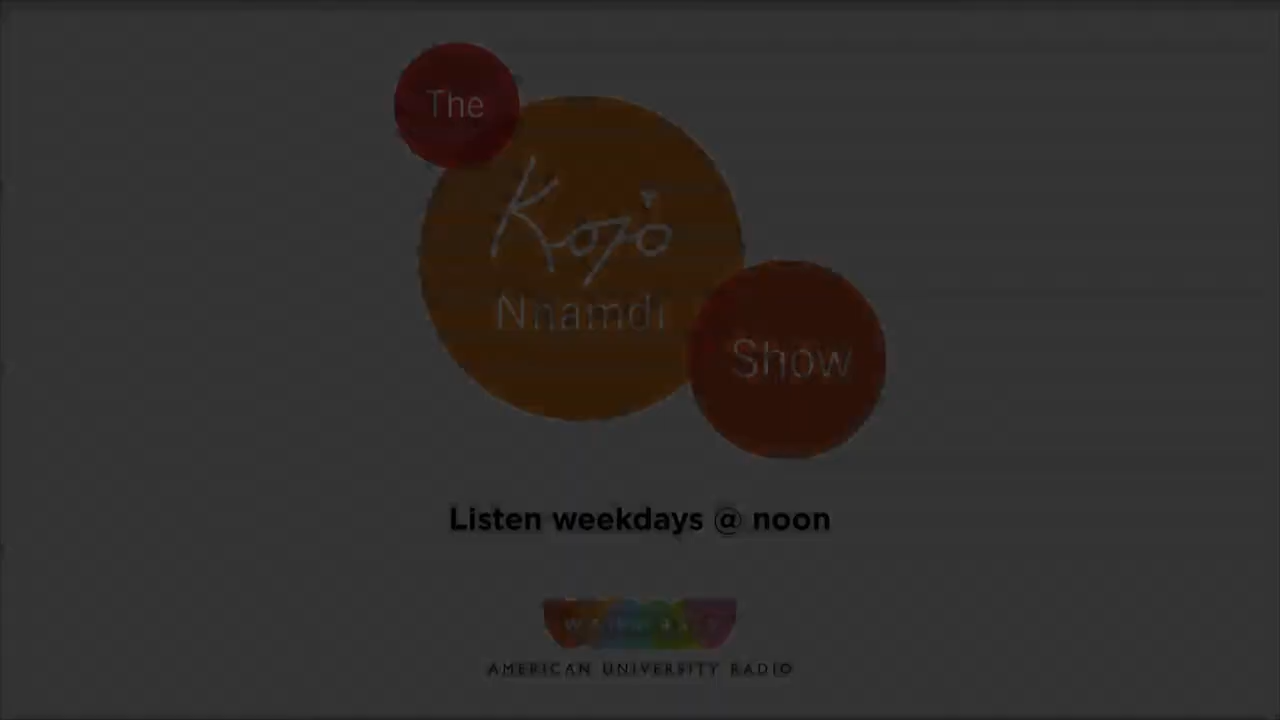 The
Kojo
Nnamdi
Show
Listen weekdays @ noon
AMERICAN UNIVERSITY RADIO